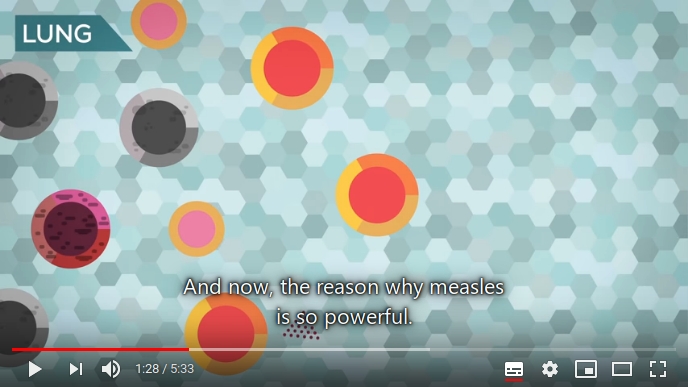 LUNG
And now, the reason why measles
is so powerful.
1:28 / 5:33